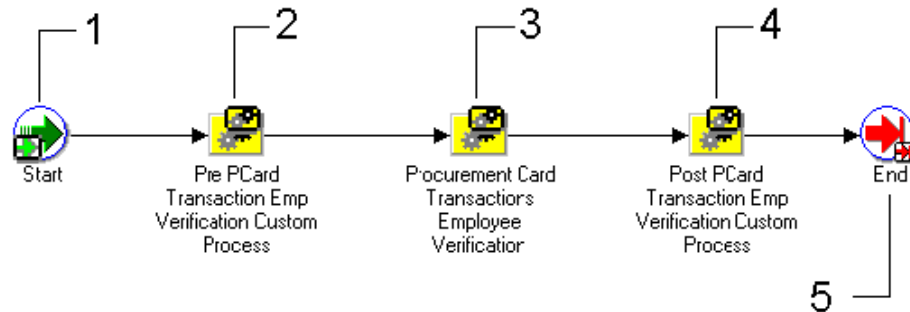 1
2
3
4
Start
Pre PCard
Transaction Emp
Verification Custom
Process
Procurement Card
Transactions
Employee
Verification
Post PCard
Transaction Emp
Verification Custom
Process
End
5